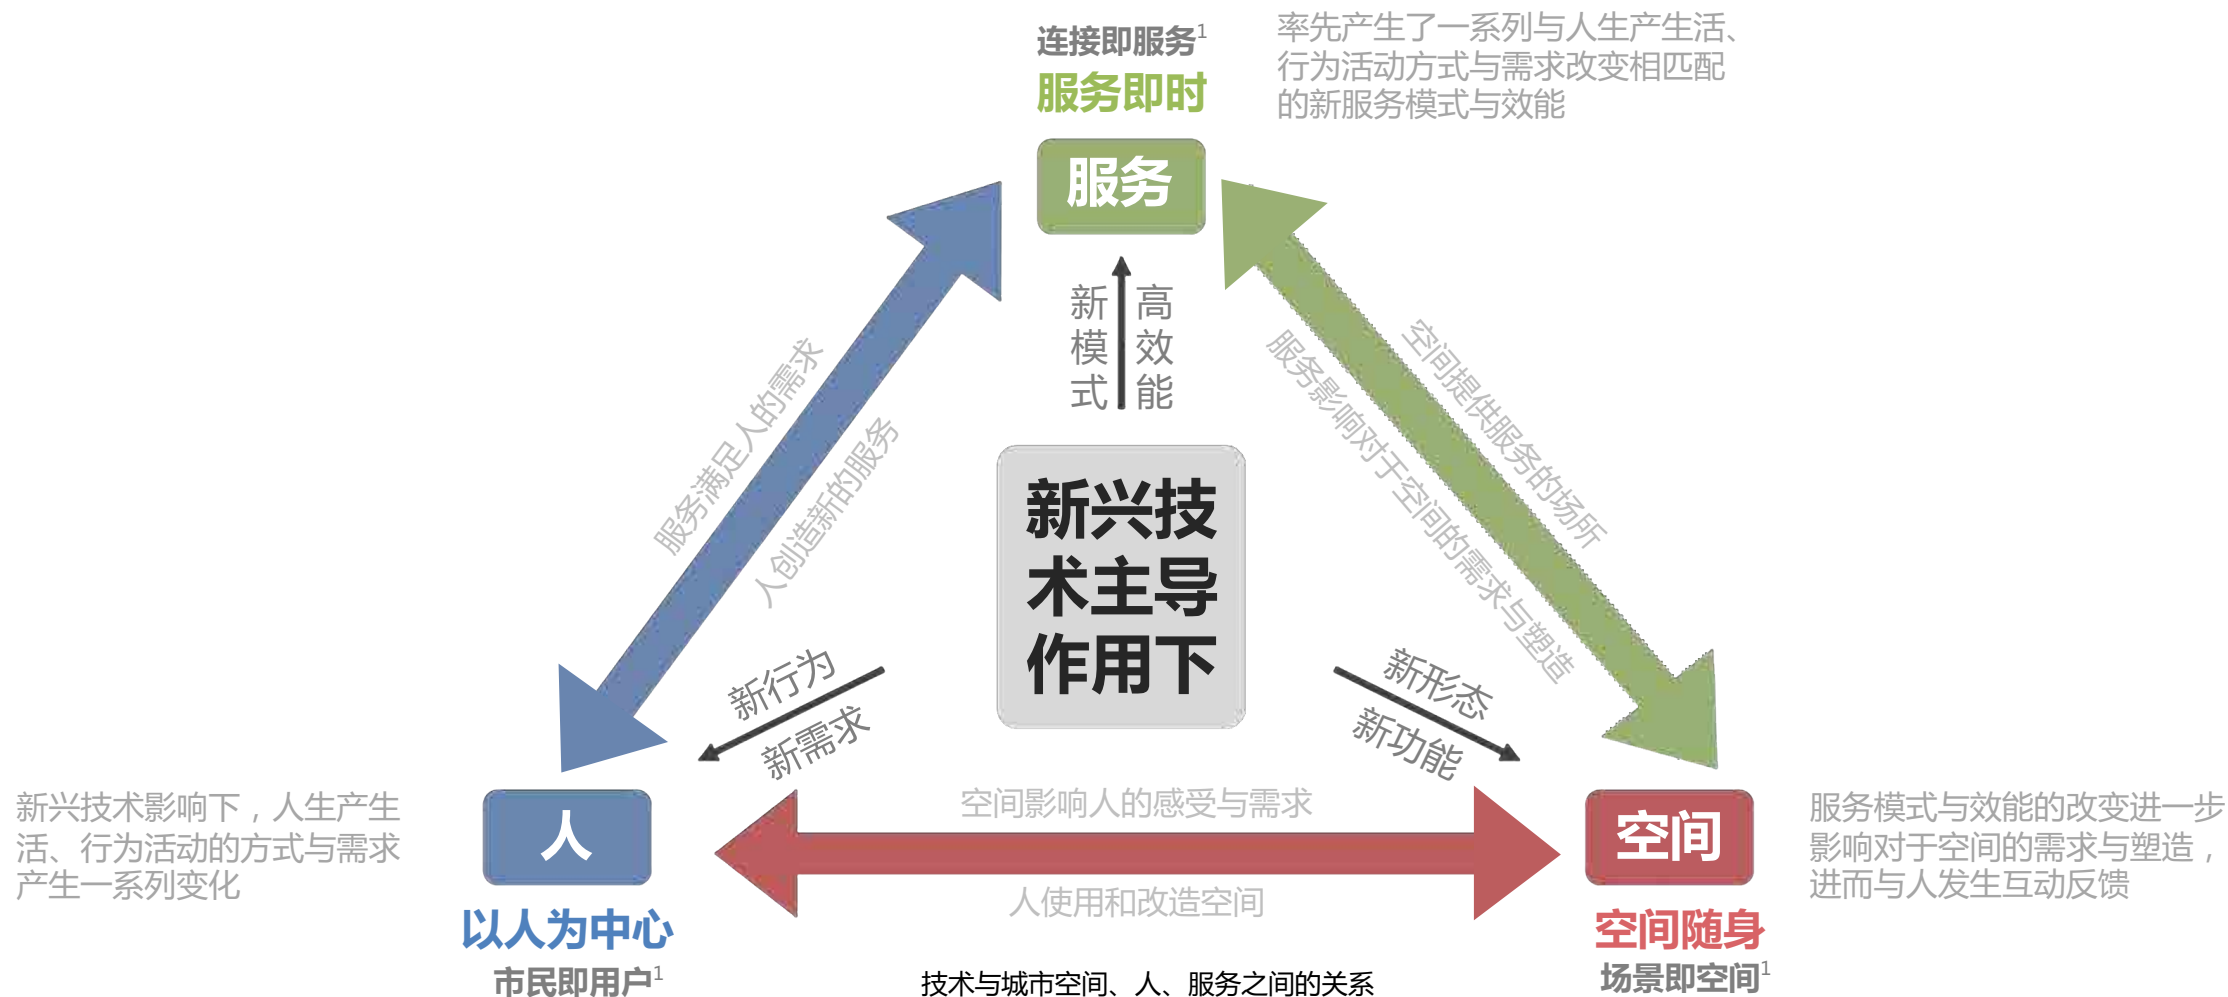 连接即服务1
服务即时
率先产生了一系列与人生产生活、
行为活动方式与需求改变相匹配
的新服务模式与效能
服务
新模式
高效能
服务满足人的需求
人创造新的服务
空间提供服务的场所
服务影响对于空间的需求与塑造
新兴技
术主导
作用下
新行为
新需求
新形态
新功能
新兴技术影响下，人生产生
活、行为活动的方式与需求
产生一系列变化
人
以人为中心
市民即用户1
空间影响人的感受与需求
人使用和改造空间
空间
空间随身
场景即空间1
服务模式与效能的改变进一步
影响对于空间的需求与塑造，
进而与人发生互动反馈
技术与城市空间、人、服务之间的关系